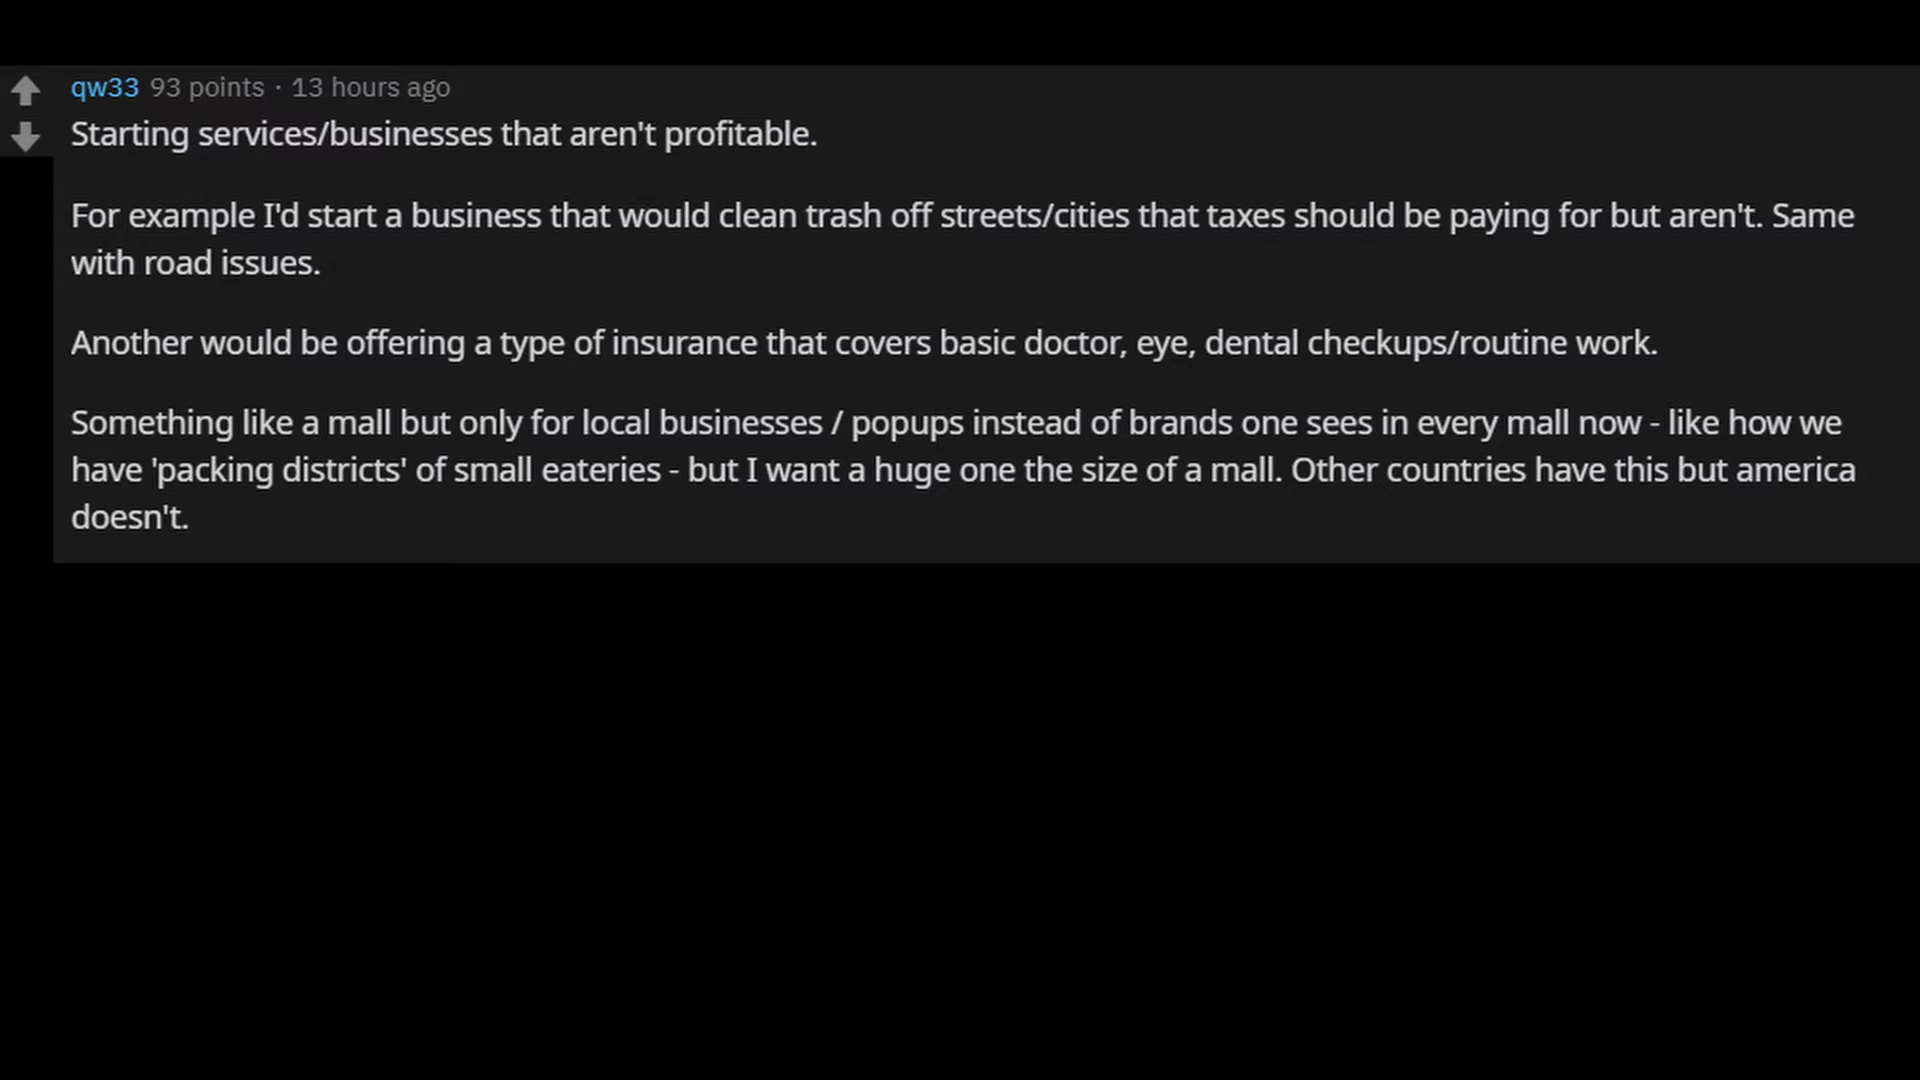 qw33 93 points · 13 hours ago
Starting services/businesses that aren't profitable.
For example I'd start a business that would clean trash off streets/cities that taxes should be paying for but aren't. Same
with road issues.
Another would be offering a type of insurance that covers basic doctor, eye, dental checkups/routine work.
Something like a mall but only for local businesses / popups instead of brands one sees in every mall now - like how we
have 'packing districts' of small eateries - but I want a huge one the size of a mall. Other countries have this but america
doesn't.